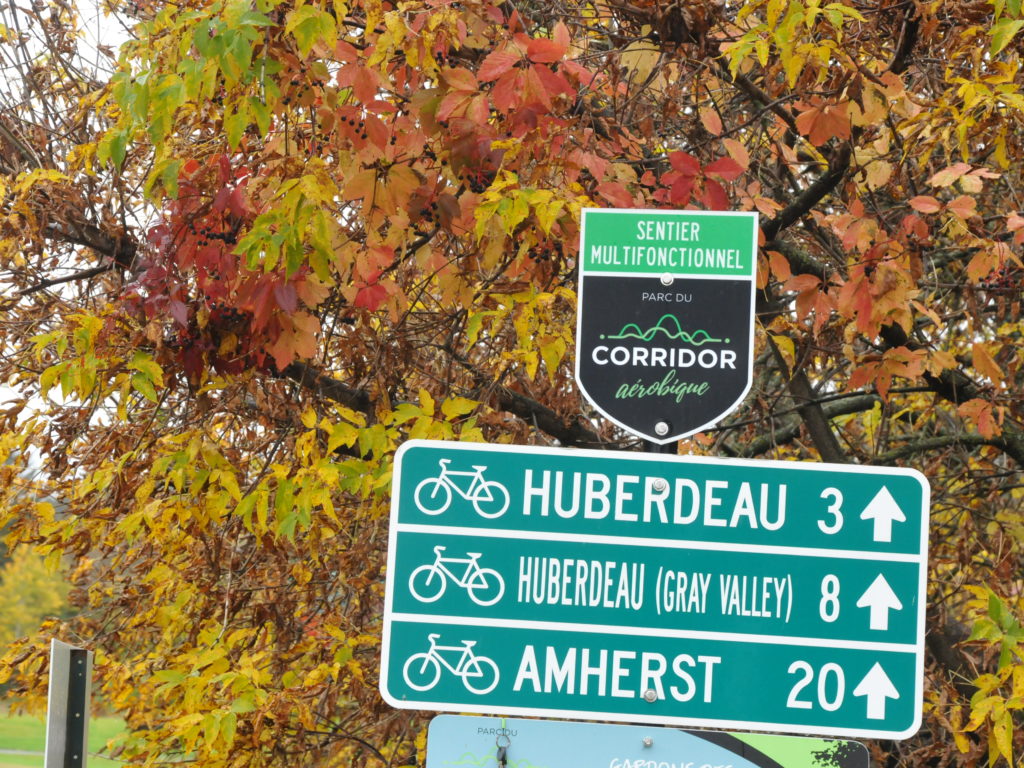 SENTIER
MULTIFONCTIONNEL
PARC DU
CORRIDOR
aérobique
HUBERDEAU 3
HUBERDEAU (GRAY VALLEY) 8
AMHERST 20
PARC DU